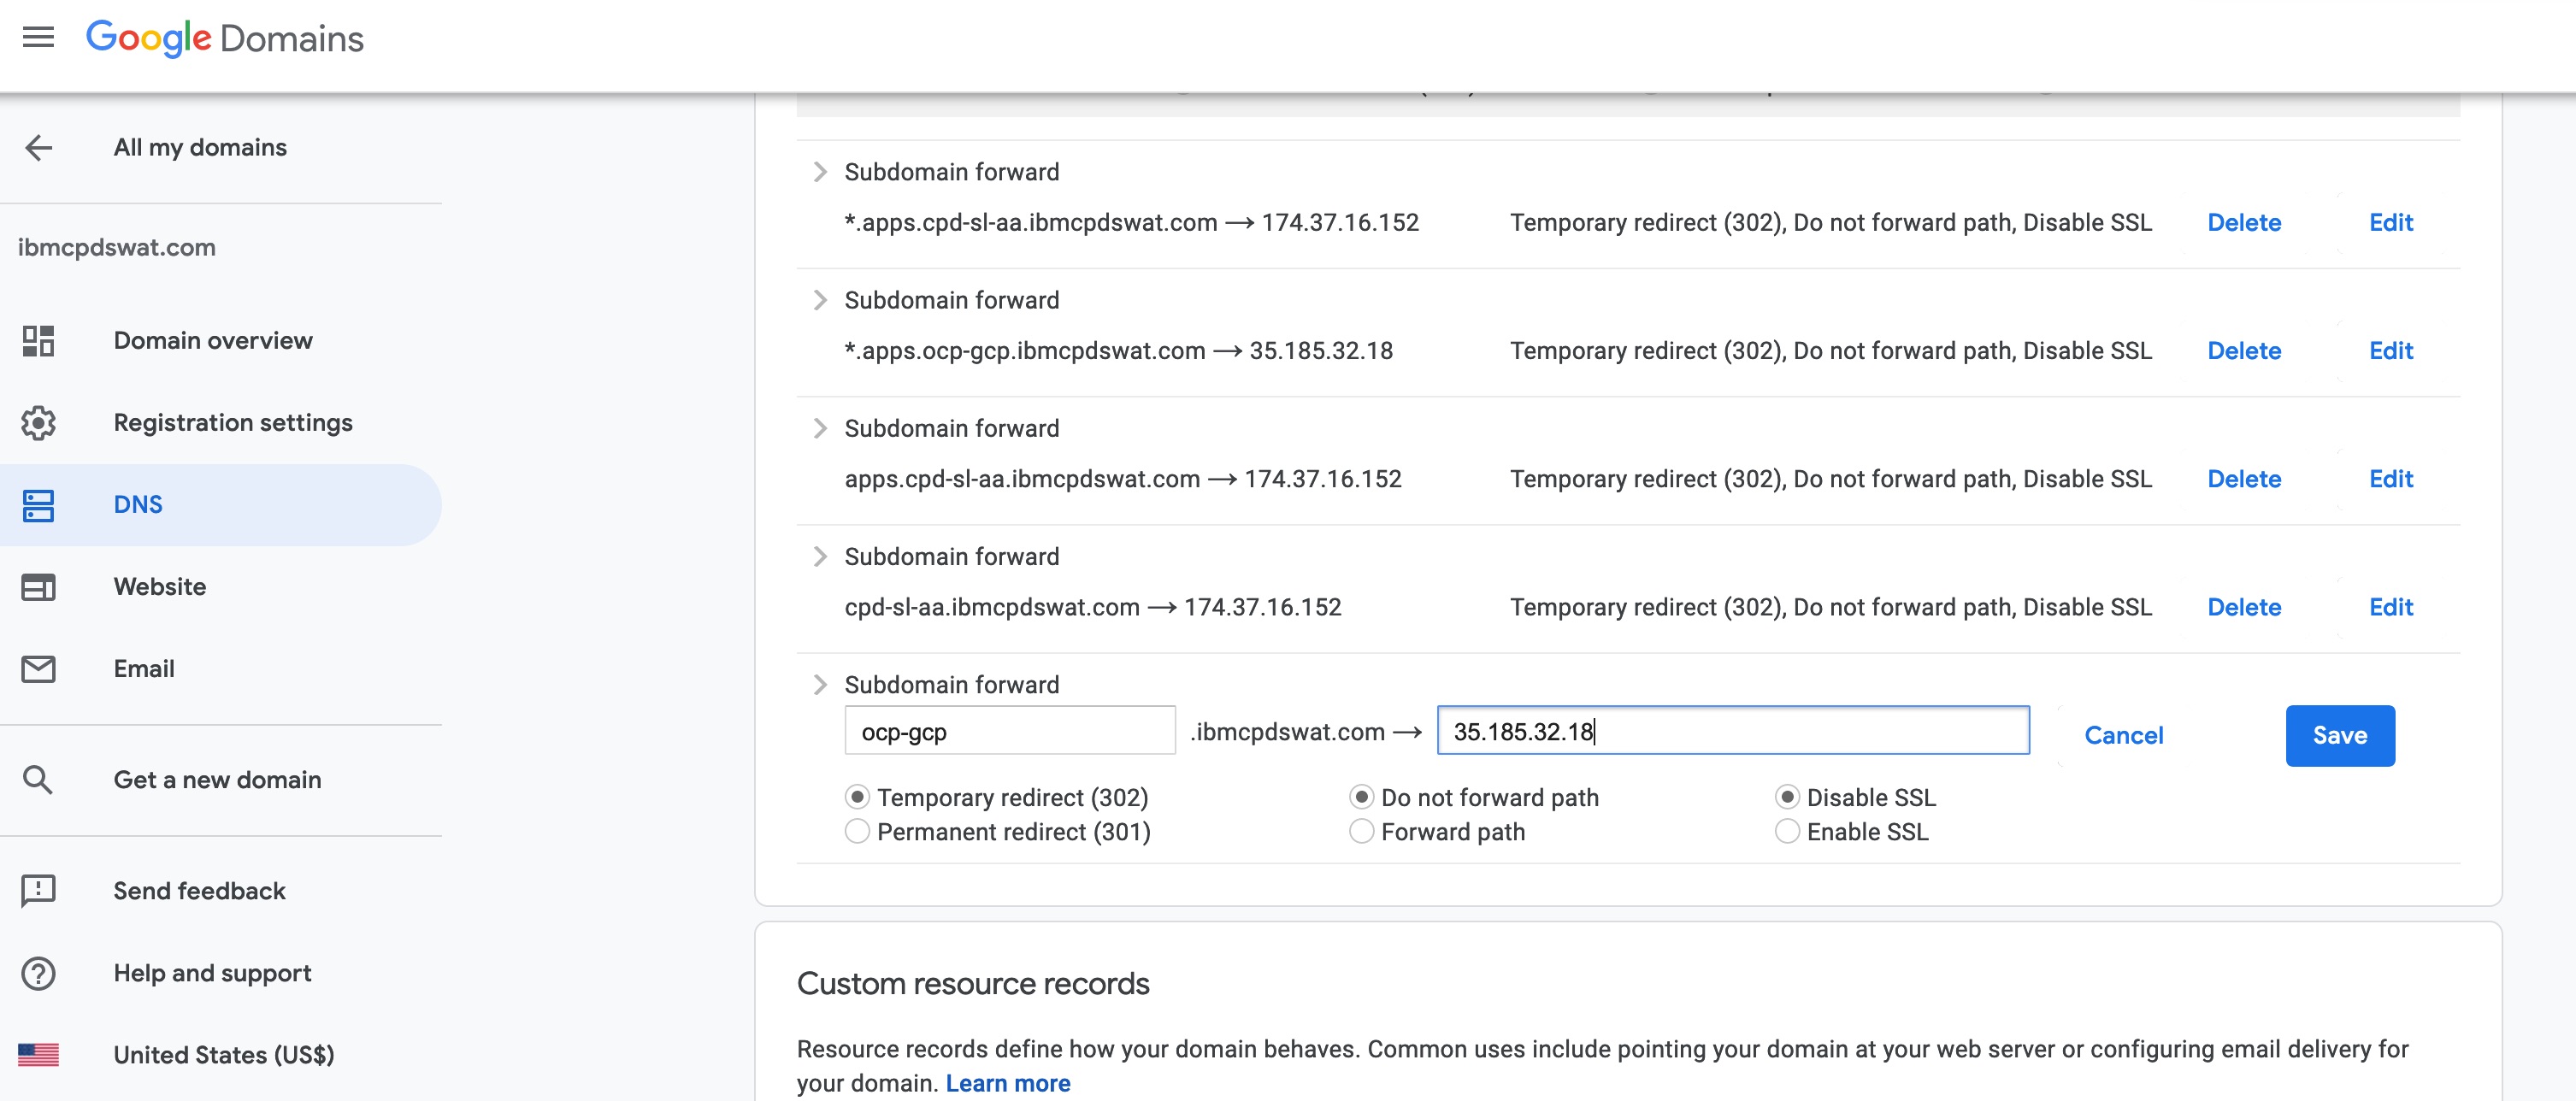 Google Domains
All my domains
ibmcpdswat.com
Domain overview
Registration settings
DNS
Website
Email
Get a new domain
Send feedback
Help and support
United States (US$)
Subdomain forward
*.apps.cpd-sl-aa.ibmcpdswat.com → 174.37.16.152 Temporary redirect (302), Do not forward path, Disable SSL Delete Edit
Subdomain forward
*.apps.ocp-gcp.ibmcpdswat.com → 35.185.32.18 Temporary redirect (302), Do not forward path, Disable SSL Delete Edit
Subdomain forward
apps.cpd-sl-aa.ibmcpdswat.com → 174.37.16.152 Temporary redirect (302), Do not forward path, Disable SSL Delete Edit
Subdomain forward
cpd-sl-aa.ibmcpdswat.com → 174.37.16.152 Temporary redirect (302), Do not forward path, Disable SSL Delete Edit
Subdomain forward
ocp-gcp .ibmcpdswat.com → 35.185.32.18 Cancel Save
Temporary redirect (302) Do not forward path Disable SSL
Permanent redirect (301) Forward path Enable SSL
Custom resource records
Resource records define how your domain behaves. Common uses include pointing your domain at your web server or configuring email delivery for
your domain. Learn more